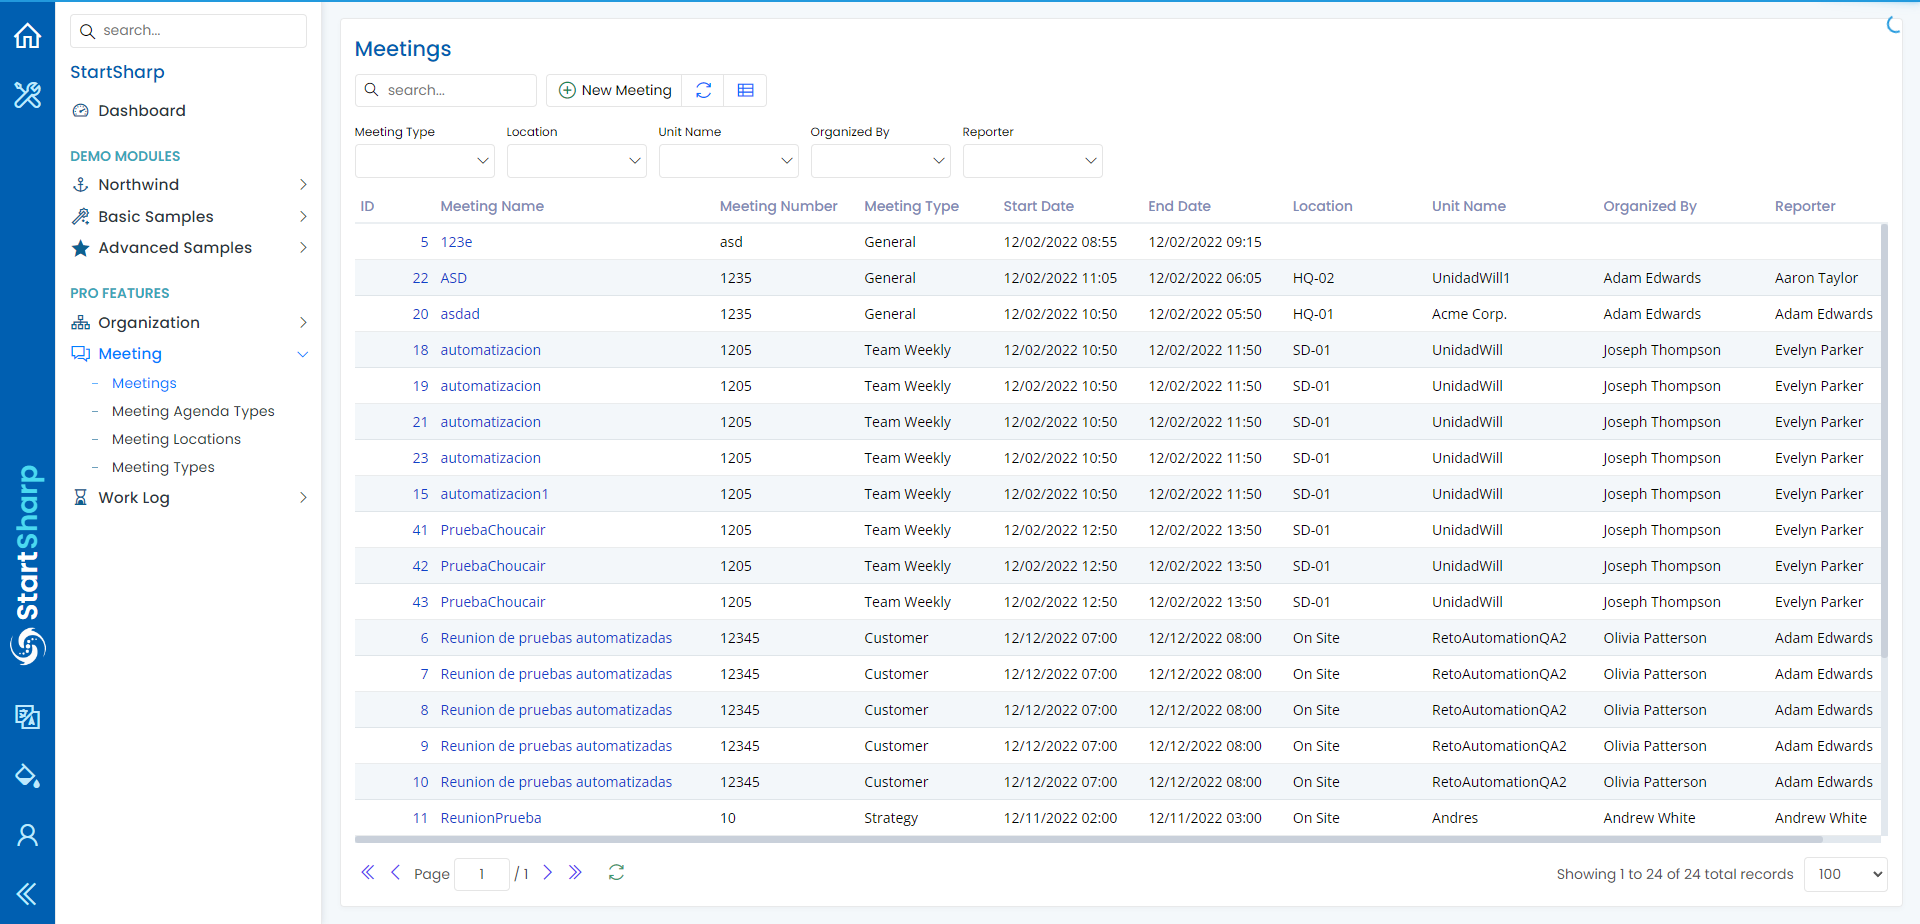 search...
StartSharp
Dashboard
DEMO MODULES
Northwind
Basic Samples
Advanced Samples
PRO FEATURES
Organization
Meeting
- Meetings
- Meeting Agenda Types
- Meeting Locations
- Meeting Types
Work Log
StartSharp
Meetings
search...
New Meeting
Meeting Type Location Unit Name Organized By Reporter
ID Meeting Name Meeting Number Meeting Type Start Date End Date Location Unit Name Organized By Reporter
5 123e asd General 12/02/2022 08:55 12/02/2022 09:15
22 ASD 1235 General 12/02/2022 11:05 12/02/2022 06:05 HQ-02 UnidadWill1 Adam Edwards Aaron Taylor
20 asdad 1235 General 12/02/2022 10:50 12/02/2022 05:50 HQ-01 Acme Corp. Adam Edwards Adam Edwards
18 automatizacion 1205 Team Weekly 12/02/2022 10:50 12/02/2022 11:50 SD-01 UnidadWill Joseph Thompson Evelyn Parker
19 automatizacion 1205 Team Weekly 12/02/2022 10:50 12/02/2022 11:50 SD-01 UnidadWill Joseph Thompson Evelyn Parker
21 automatizacion 1205 Team Weekly 12/02/2022 10:50 12/02/2022 11:50 SD-01 UnidadWill Joseph Thompson Evelyn Parker
23 automatizacion 1205 Team Weekly 12/02/2022 10:50 12/02/2022 11:50 SD-01 UnidadWill Joseph Thompson Evelyn Parker
15 automatizacion1 1205 Team Weekly 12/02/2022 10:50 12/02/2022 11:50 SD-01 UnidadWill Joseph Thompson Evelyn Parker
41 PruebaChoucair 1205 Team Weekly 12/02/2022 12:50 12/02/2022 13:50 SD-01 UnidadWill Joseph Thompson Evelyn Parker
42 PruebaChoucair 1205 Team Weekly 12/02/2022 12:50 12/02/2022 13:50 SD-01 UnidadWill Joseph Thompson Evelyn Parker
43 PruebaChoucair 1205 Team Weekly 12/02/2022 12:50 12/02/2022 13:50 SD-01 UnidadWill Joseph Thompson Evelyn Parker
6 Reunion de pruebas automatizadas 12345 Customer 12/12/2022 07:00 12/12/2022 08:00 On Site RetoAutomationQA2 Olivia Patterson Adam Edwards
7 Reunion de pruebas automatizadas 12345 Customer 12/12/2022 07:00 12/12/2022 08:00 On Site RetoAutomationQA2 Olivia Patterson Adam Edwards
8 Reunion de pruebas automatizadas 12345 Customer 12/12/2022 07:00 12/12/2022 08:00 On Site RetoAutomationQA2 Olivia Patterson Adam Edwards
9 Reunion de pruebas automatizadas 12345 Customer 12/12/2022 07:00 12/12/2022 08:00 On Site RetoAutomationQA2 Olivia Patterson Adam Edwards
10 Reunion de pruebas automatizadas 12345 Customer 12/12/2022 07:00 12/12/2022 08:00 On Site RetoAutomationQA2 Olivia Patterson Adam Edwards
11 ReunionPrueba 10 Strategy 12/11/2022 02:00 12/11/2022 03:00 On Site Andres Andrew White Andrew White
Page 1 / 1
Showing 1 to 24 of 24 total records 100